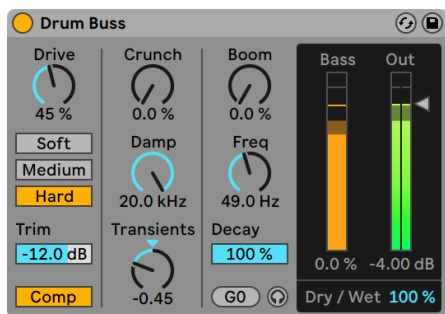 Drum Buss
Drive Crunch Boom Bass Out
45 % 0.0 % 0.0 %
Soft Damp Freq
Medium
Hard 20.0 kHz 49.0 Hz
Trim Transients Decay
-12.0 dB 100 % 0.0 % -4.00 dB
Comp -0.45 G0 Dry / Wet 100 %